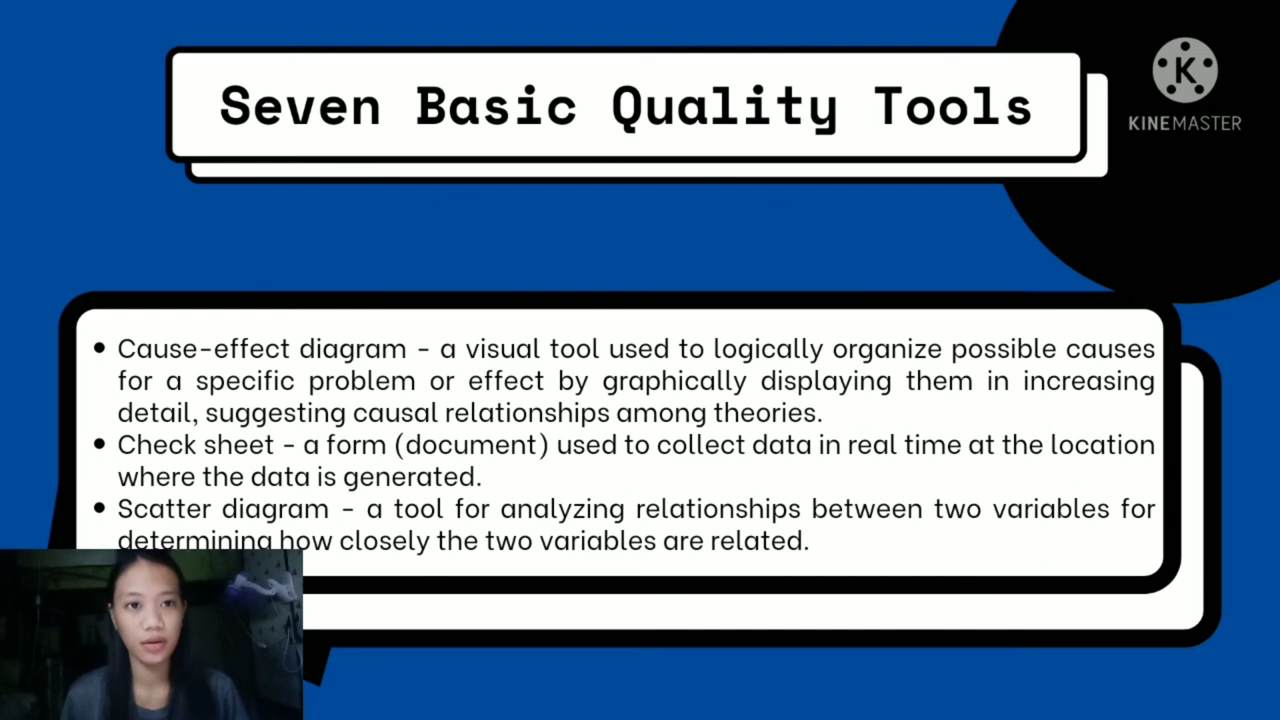 Seven Basic Quality Tools
K
KINEMASTER
• Cause-effect diagram - a visual tool used to logically organize possible causes
for a specific problem or effect by graphically displaying them in increasing
detail, suggesting causal relationships among theories.
• Check sheet - a form (document) used to collect data in real time at the location
where the data is generated.
• Scatter diagram - a tool for analyzing relationships between two variables for
determining how closely the two variables are related.